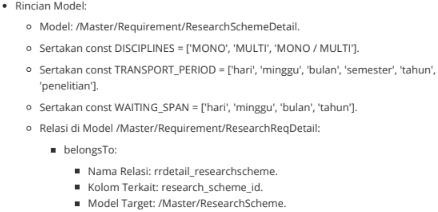 • Rincian Model:
○ Model: /Master/Requirement/ResearchSchemeDetail.
○ Sertakan const DISCIPLINES = ['MONO', 'MULTI', 'MONO / MULTI'].
○ Sertakan const TRANSPORT_PERIOD = ['hari', 'minggu', 'bulan', 'semester', 'tahun',
'penelitian'].
○ Sertakan const WAITING_SPAN = ['hari', 'minggu', 'bulan', 'tahun'].
○ Relasi di Model /Master/Requirement/ResearchReqDetail:
■ belongsTo:
■ Nama Relasi: rrdetail_researchscheme.
■ Kolom Terkait: research_scheme_id.
■ Model Target: /Master/ResearchScheme.